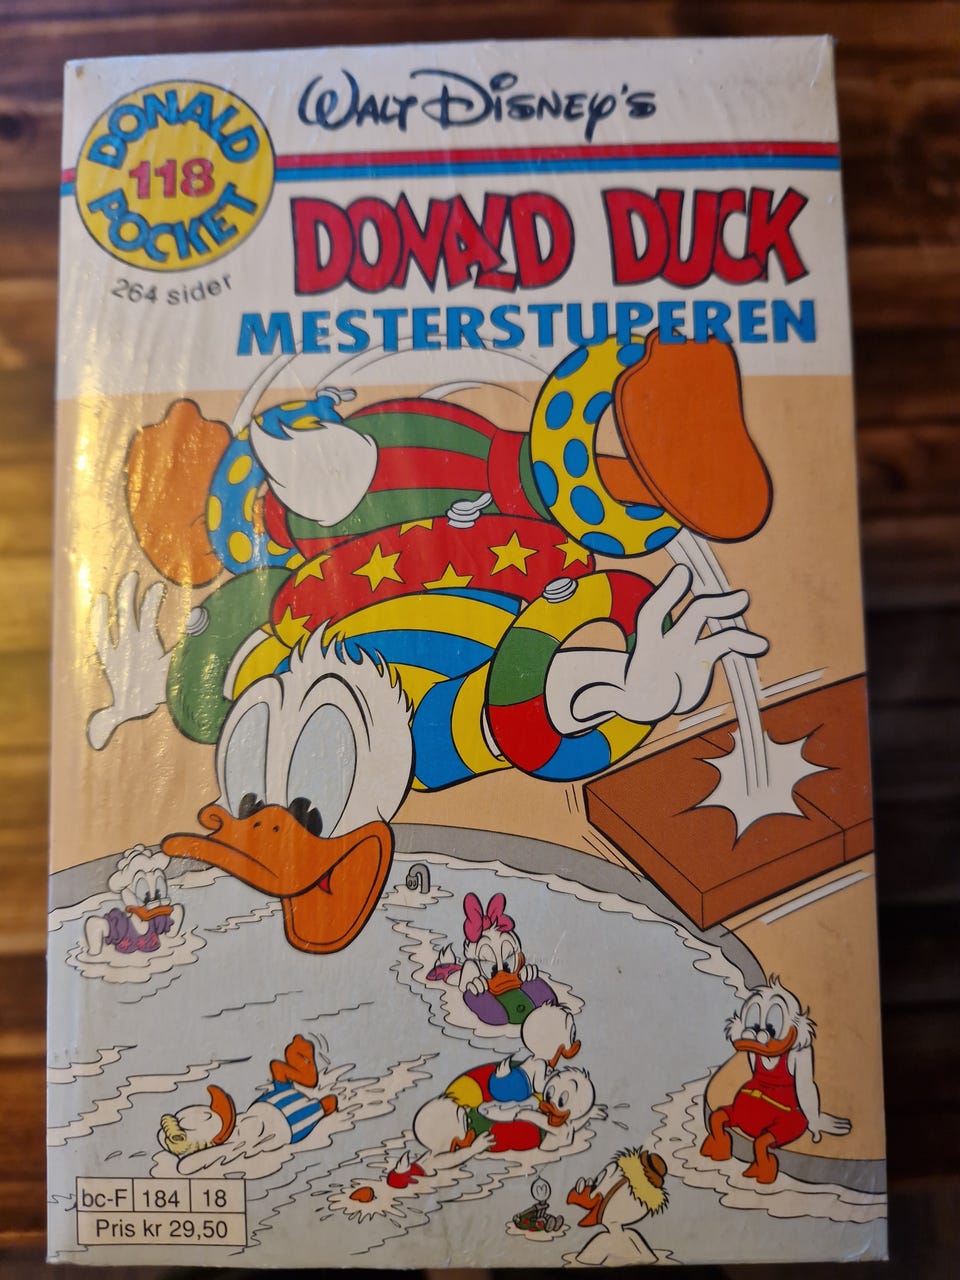 WALT DISNEY'S
DONALD
118
POCKET
264 sider
DONALD DUCK
MESTERSTUPEREN
bc-F 184 18
Pris kr 29,50